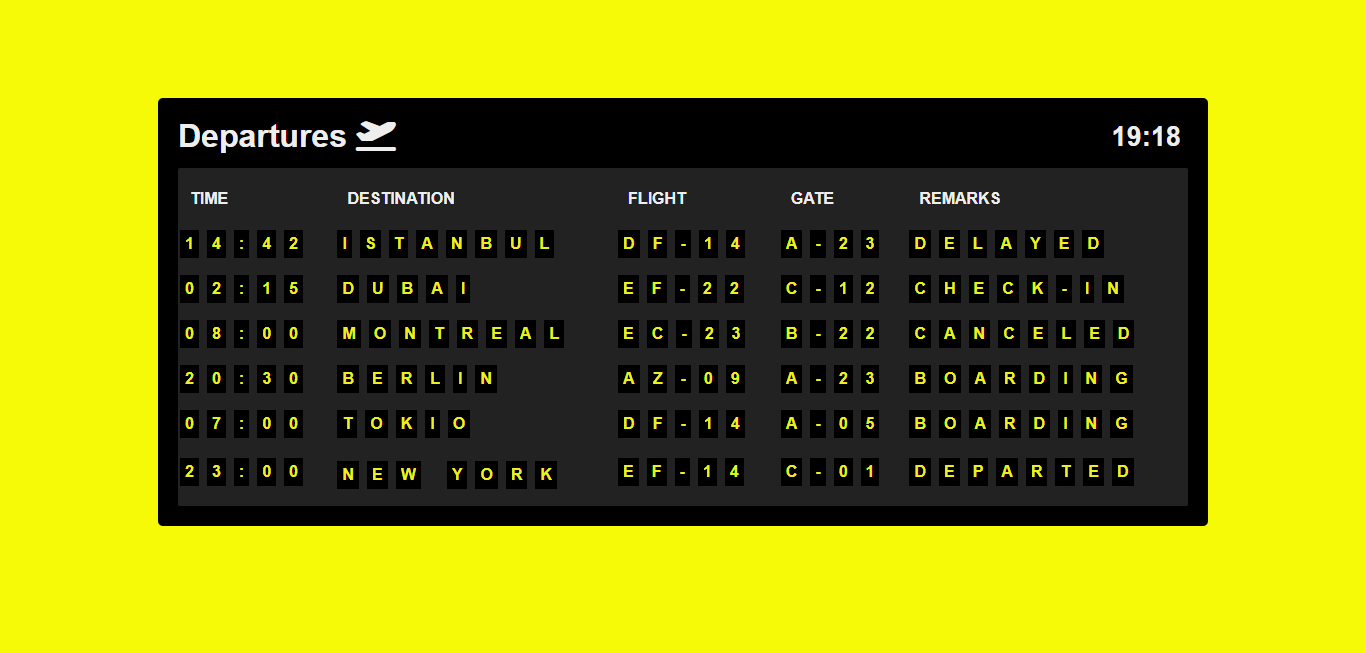 Departures 19:18
TIME DESTINATION FLIGHT GATE REMARKS
14:42 ISTANBUL DF-14 A-23 DELAYED
02:15 DUBAI EF-22 C-12 CHECK-IN
08:00 MONTREAL EC-23 B-22 CANCELED
20:30 BERLIN AZ-09 A-23 BOARDING
07:00 TOKIO DF-14 A-05 BOARDING
23:00 NEW YORK EF-14 C-01 DEPARTED